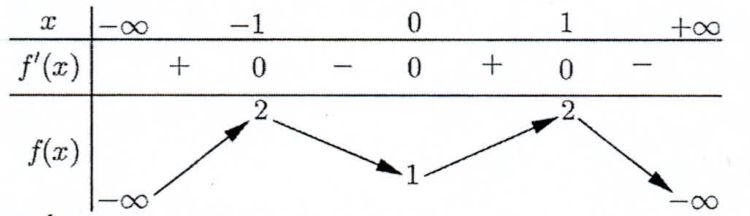 x −∞ −1 0 1 +∞
f′(x) + 0 − 0 + 0 −
2 2
f(x) 1
−∞ −∞